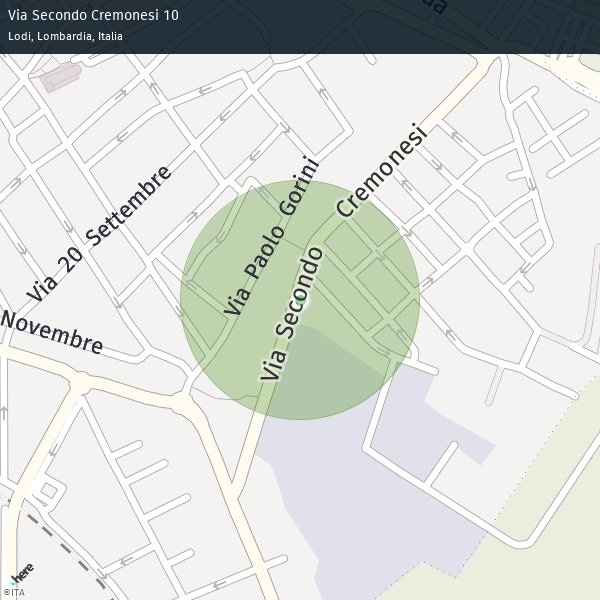 Via Secondo Cremonesi 10
Lodi, Lombardia, Italia
Cremonesi
Via Paolo Gorini
Via 20 Settembre
Via Secondo
Novembre
here
©ITA